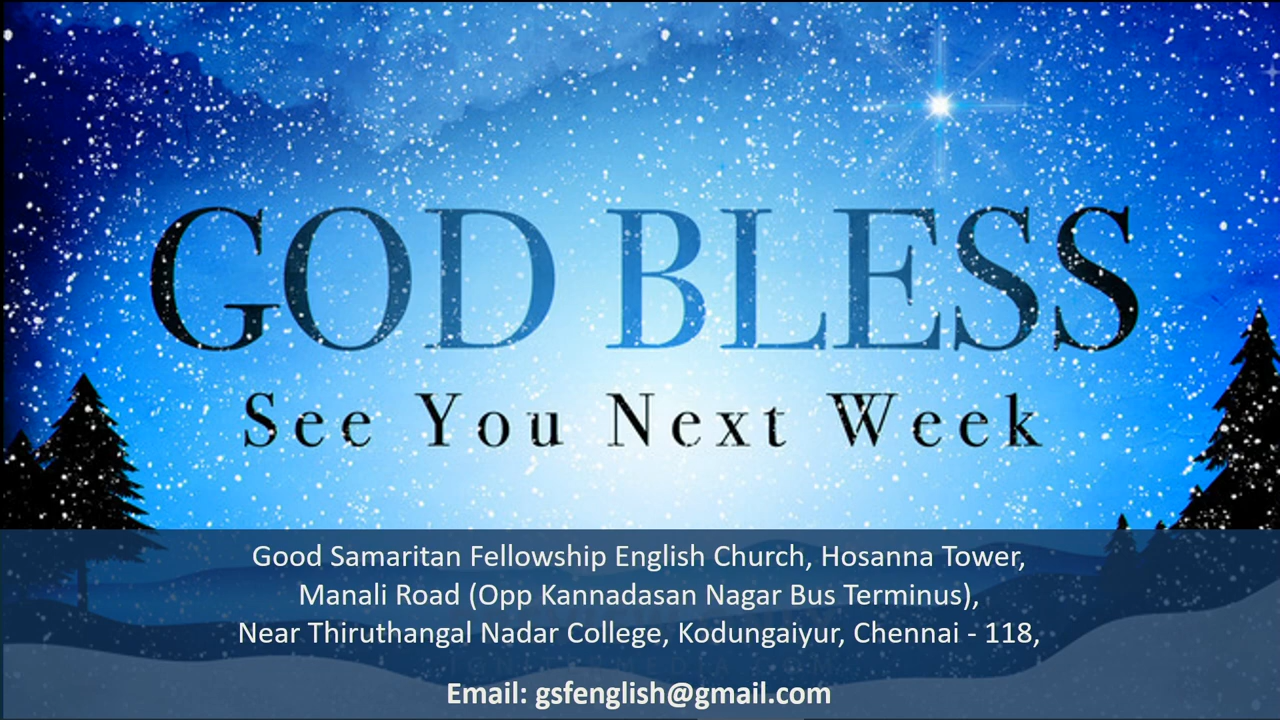 GOD BLESS
See You Next Week
Good Samaritan Fellowship English Church, Hosanna Tower,
Manali Road (Opp Kannadasan Nagar Bus Terminus),
Near Thiruthangal Nadar College, Kodungaiyur, Chennai - 118,
Email: gsfenglish@gmail.com